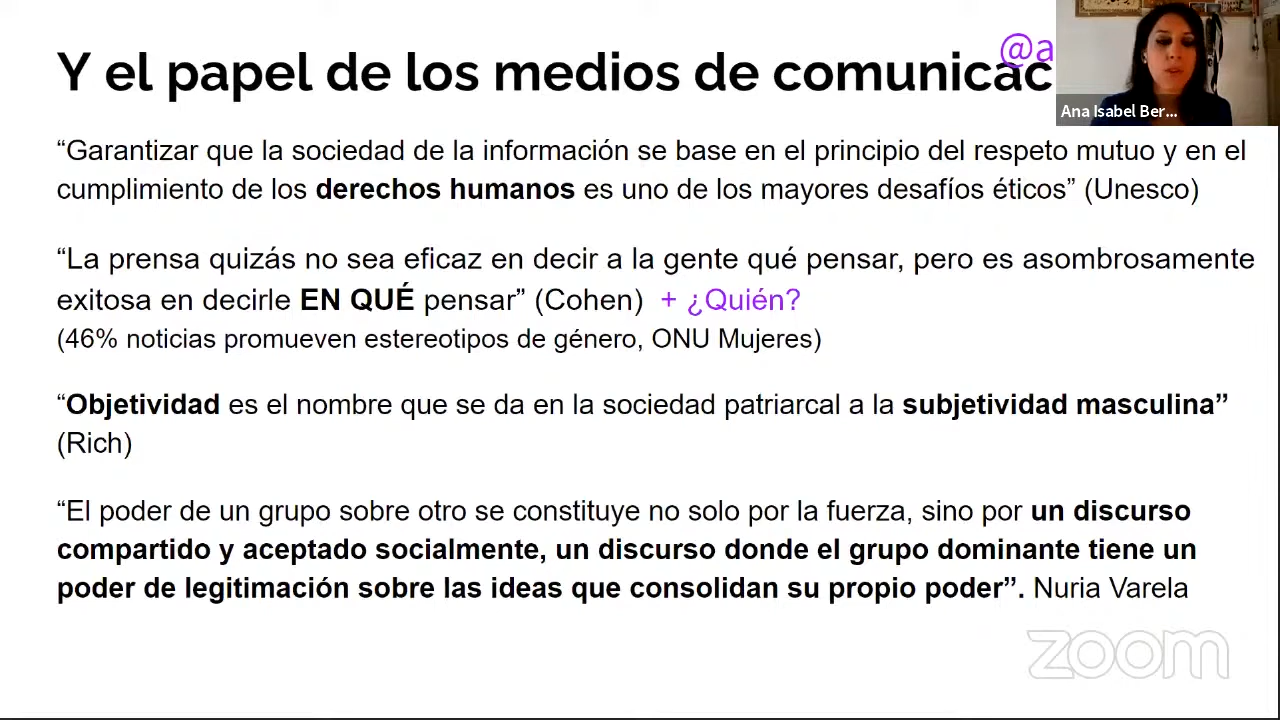 Y el papel de los medios de comunicac
@a
Ana Isabel Ber...
“Garantizar que la sociedad de la información se base en el principio del respeto mutuo y en el
cumplimiento de los derechos humanos es uno de los mayores desafíos éticos” (Unesco)
“La prensa quizás no sea eficaz en decir a la gente qué pensar, pero es asombrosamente
exitosa en decirle EN QUÉ pensar” (Cohen) + ¿Quién?
(46% noticias promueven estereotipos de género, ONU Mujeres)
“Objetividad es el nombre que se da en la sociedad patriarcal a la subjetividad masculina”
(Rich)
“El poder de un grupo sobre otro se constituye no solo por la fuerza, sino por un discurso
compartido y aceptado socialmente, un discurso donde el grupo dominante tiene un
poder de legitimación sobre las ideas que consolidan su propio poder”. Nuria Varela
zoom